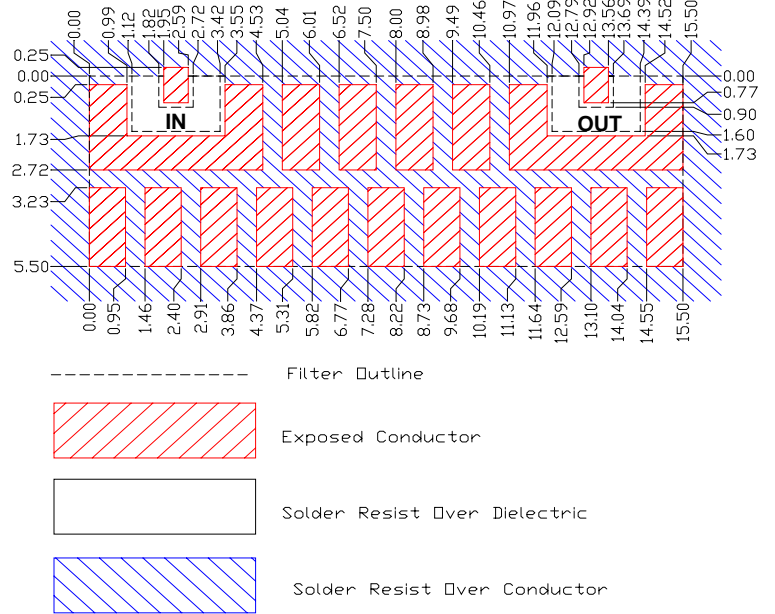 0.00 0.99 1.12 1.82 1.95 2.59 2.72 3.42 3.55 4.53 5.04 6.01 6.52 7.50 8.00 8.98 9.49 10.46 10.97 11.96 12.09 12.79 12.92 13.56 13.69 14.39 14.52 15.50
0.25
0.00 0.00
0.25 0.77
0.90
IN OUT
1.73 1.60
1.73
2.72
3.23
5.50
0.00 0.95 1.46 2.40 2.91 3.86 4.37 5.31 5.82 6.77 7.28 8.22 8.73 9.68 10.19 11.13 11.64 12.59 13.10 14.04 14.55 15.50
Filter Outline
Exposed Conductor
Solder Resist Over Dielectric
Solder Resist Over Conductor